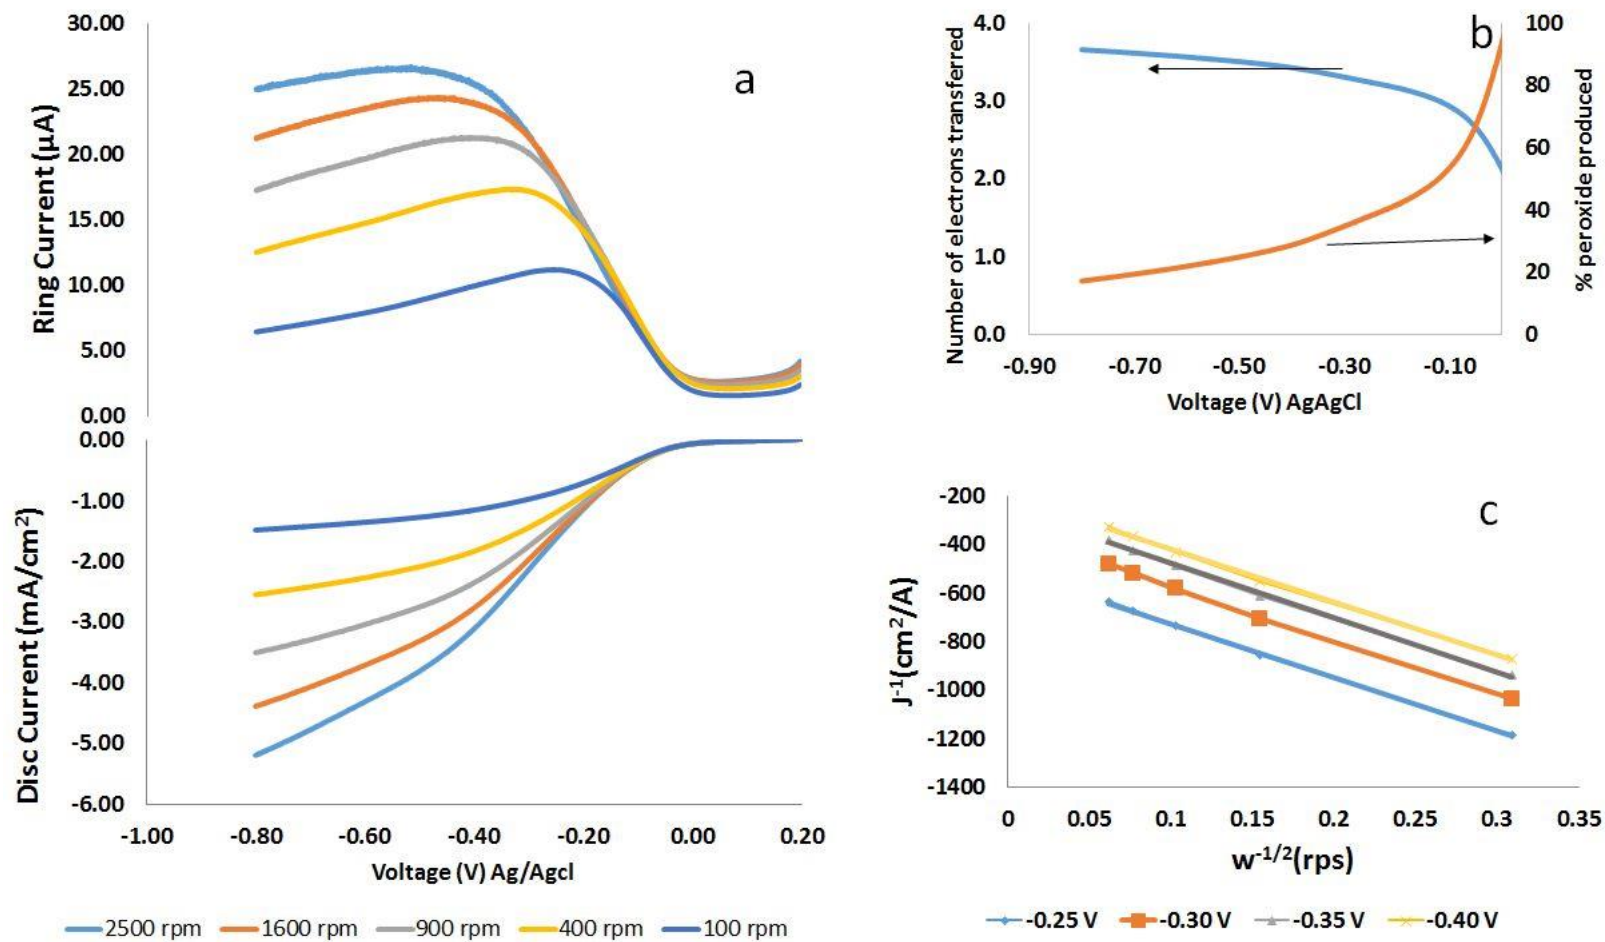 a
30.00
25.00
20.00
15.00
10.00
5.00
0.00
Ring Current (µA)
0.00
-1.00
-2.00
-3.00
-4.00
-5.00
-6.00
Disc Current (mA/cm²)
-1.00 -0.80 -0.60 -0.40 -0.20 0.00 0.20
Voltage (V) Ag/Agcl
2500 rpm 1600 rpm 900 rpm 400 rpm 100 rpm
b
4.0
3.0
2.0
1.0
0.0
Number of electrons transferred
100
80
60
40
20
0
% peroxide produced
-0.90 -0.70 -0.50 -0.30 -0.10
Voltage (V) AgAgCl
c
-200
-400
-600
-800
-1000
-1200
-1400
J⁻¹(cm²/A)
0 0.05 0.1 0.15 0.2 0.25 0.3 0.35
w⁻¹/²(rps)
-0.25 V -0.30 V -0.35 V -0.40 V